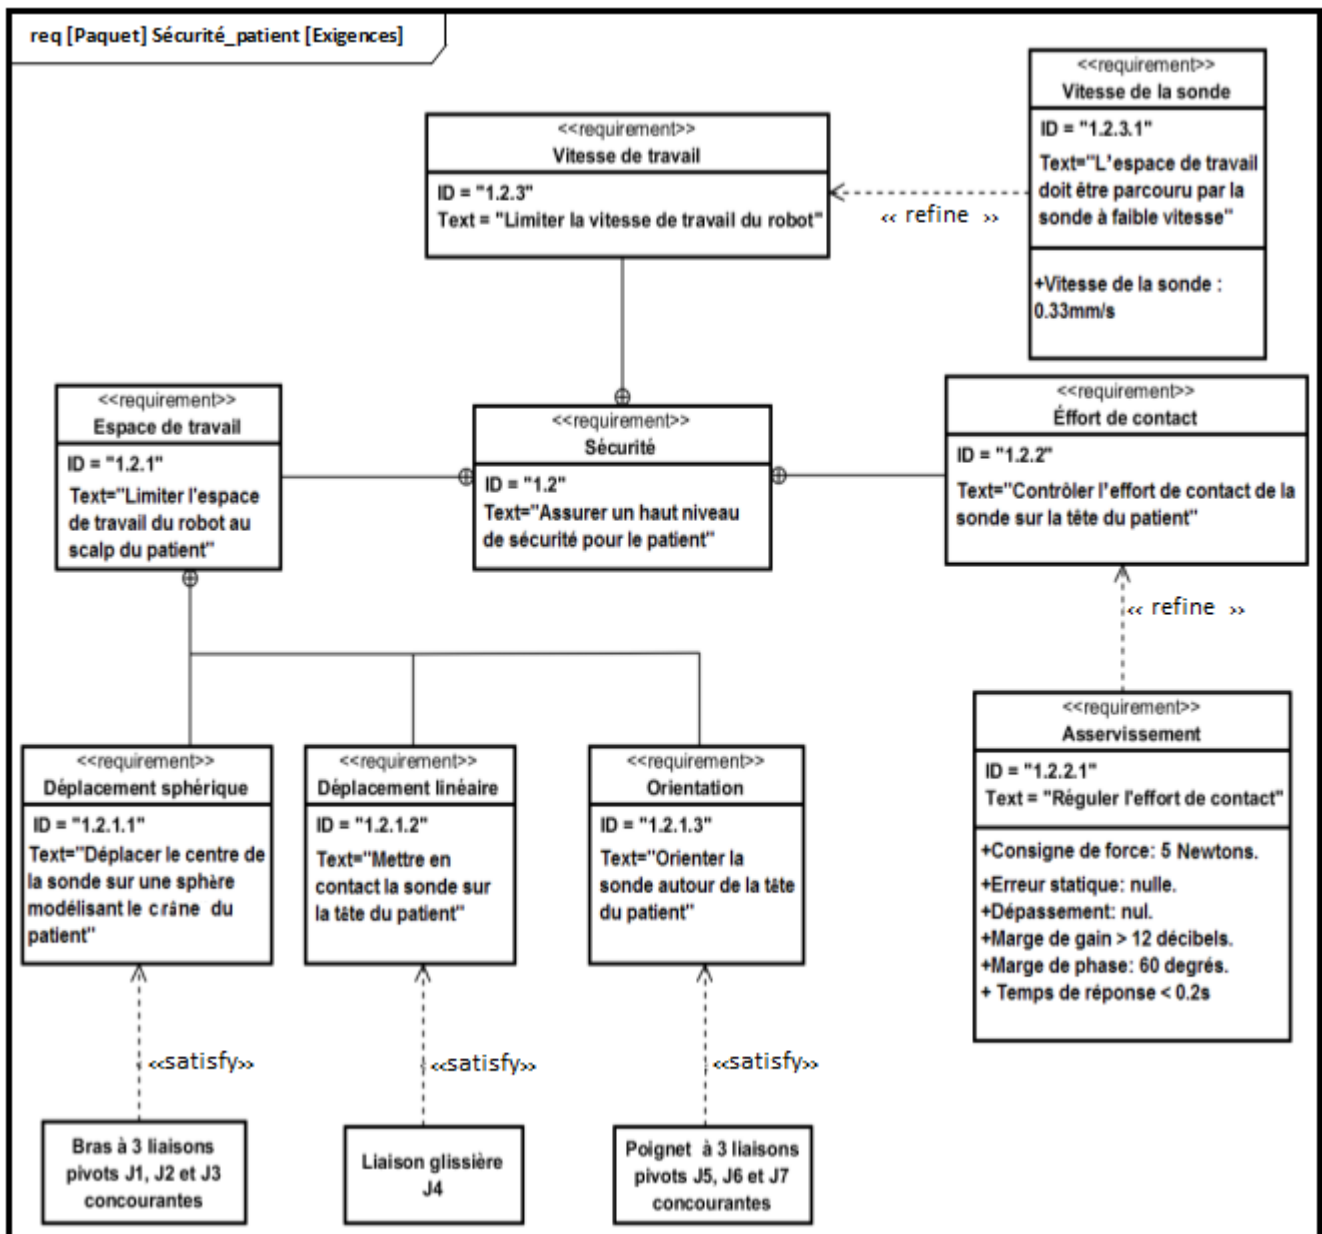 req [Paquet] Sécurité_patient [Exigences]
<<requirement>>
Vitesse de la sonde
ID = "1.2.3.1"
Text="L'espace de travail
doit être parcouru par la
sonde à faible vitesse"
+Vitesse de la sonde :
0.33mm/s
<<requirement>>
Vitesse de travail
ID = "1.2.3"
Text = "Limiter la vitesse de travail du robot"
<< refine >>
<<requirement>>
Espace de travail
ID = "1.2.1"
Text="Limiter l'espace
de travail du robot au
scalp du patient"
<<requirement>>
Sécurité
ID = "1.2"
Text="Assurer un haut niveau
de sécurité pour le patient"
<<requirement>>
Éffort de contact
ID = "1.2.2"
Text="Contrôler l'effort de contact de la
sonde sur la tête du patient"
<< refine >>
<<requirement>>
Asservissement
ID = "1.2.2.1"
Text = "Réguler l'effort de contact"
+Consigne de force: 5 Newtons.
+Erreur statique: nulle.
+Dépassement: nul.
+Marge de gain > 12 décibels.
+Marge de phase: 60 degrés.
+ Temps de réponse < 0.2s
<<requirement>>
Déplacement sphérique
ID = "1.2.1.1"
Text="Déplacer le centre de
la sonde sur une sphère
modélisant le crâne du
patient"
<<requirement>>
Déplacement linéaire
ID = "1.2.1.2"
Text="Mettre en
contact la sonde sur
la tête du patient"
<<requirement>>
Orientation
ID = "1.2.1.3"
Text="Orienter la
sonde autour de la tête
du patient"
<<satisfy>>
<<satisfy>>
<<satisfy>>
Bras à 3 liaisons
pivots J1, J2 et J3
concourantes
Liaison glissière
J4
Poignet à 3 liaisons
pivots J5, J6 et J7
concourantes